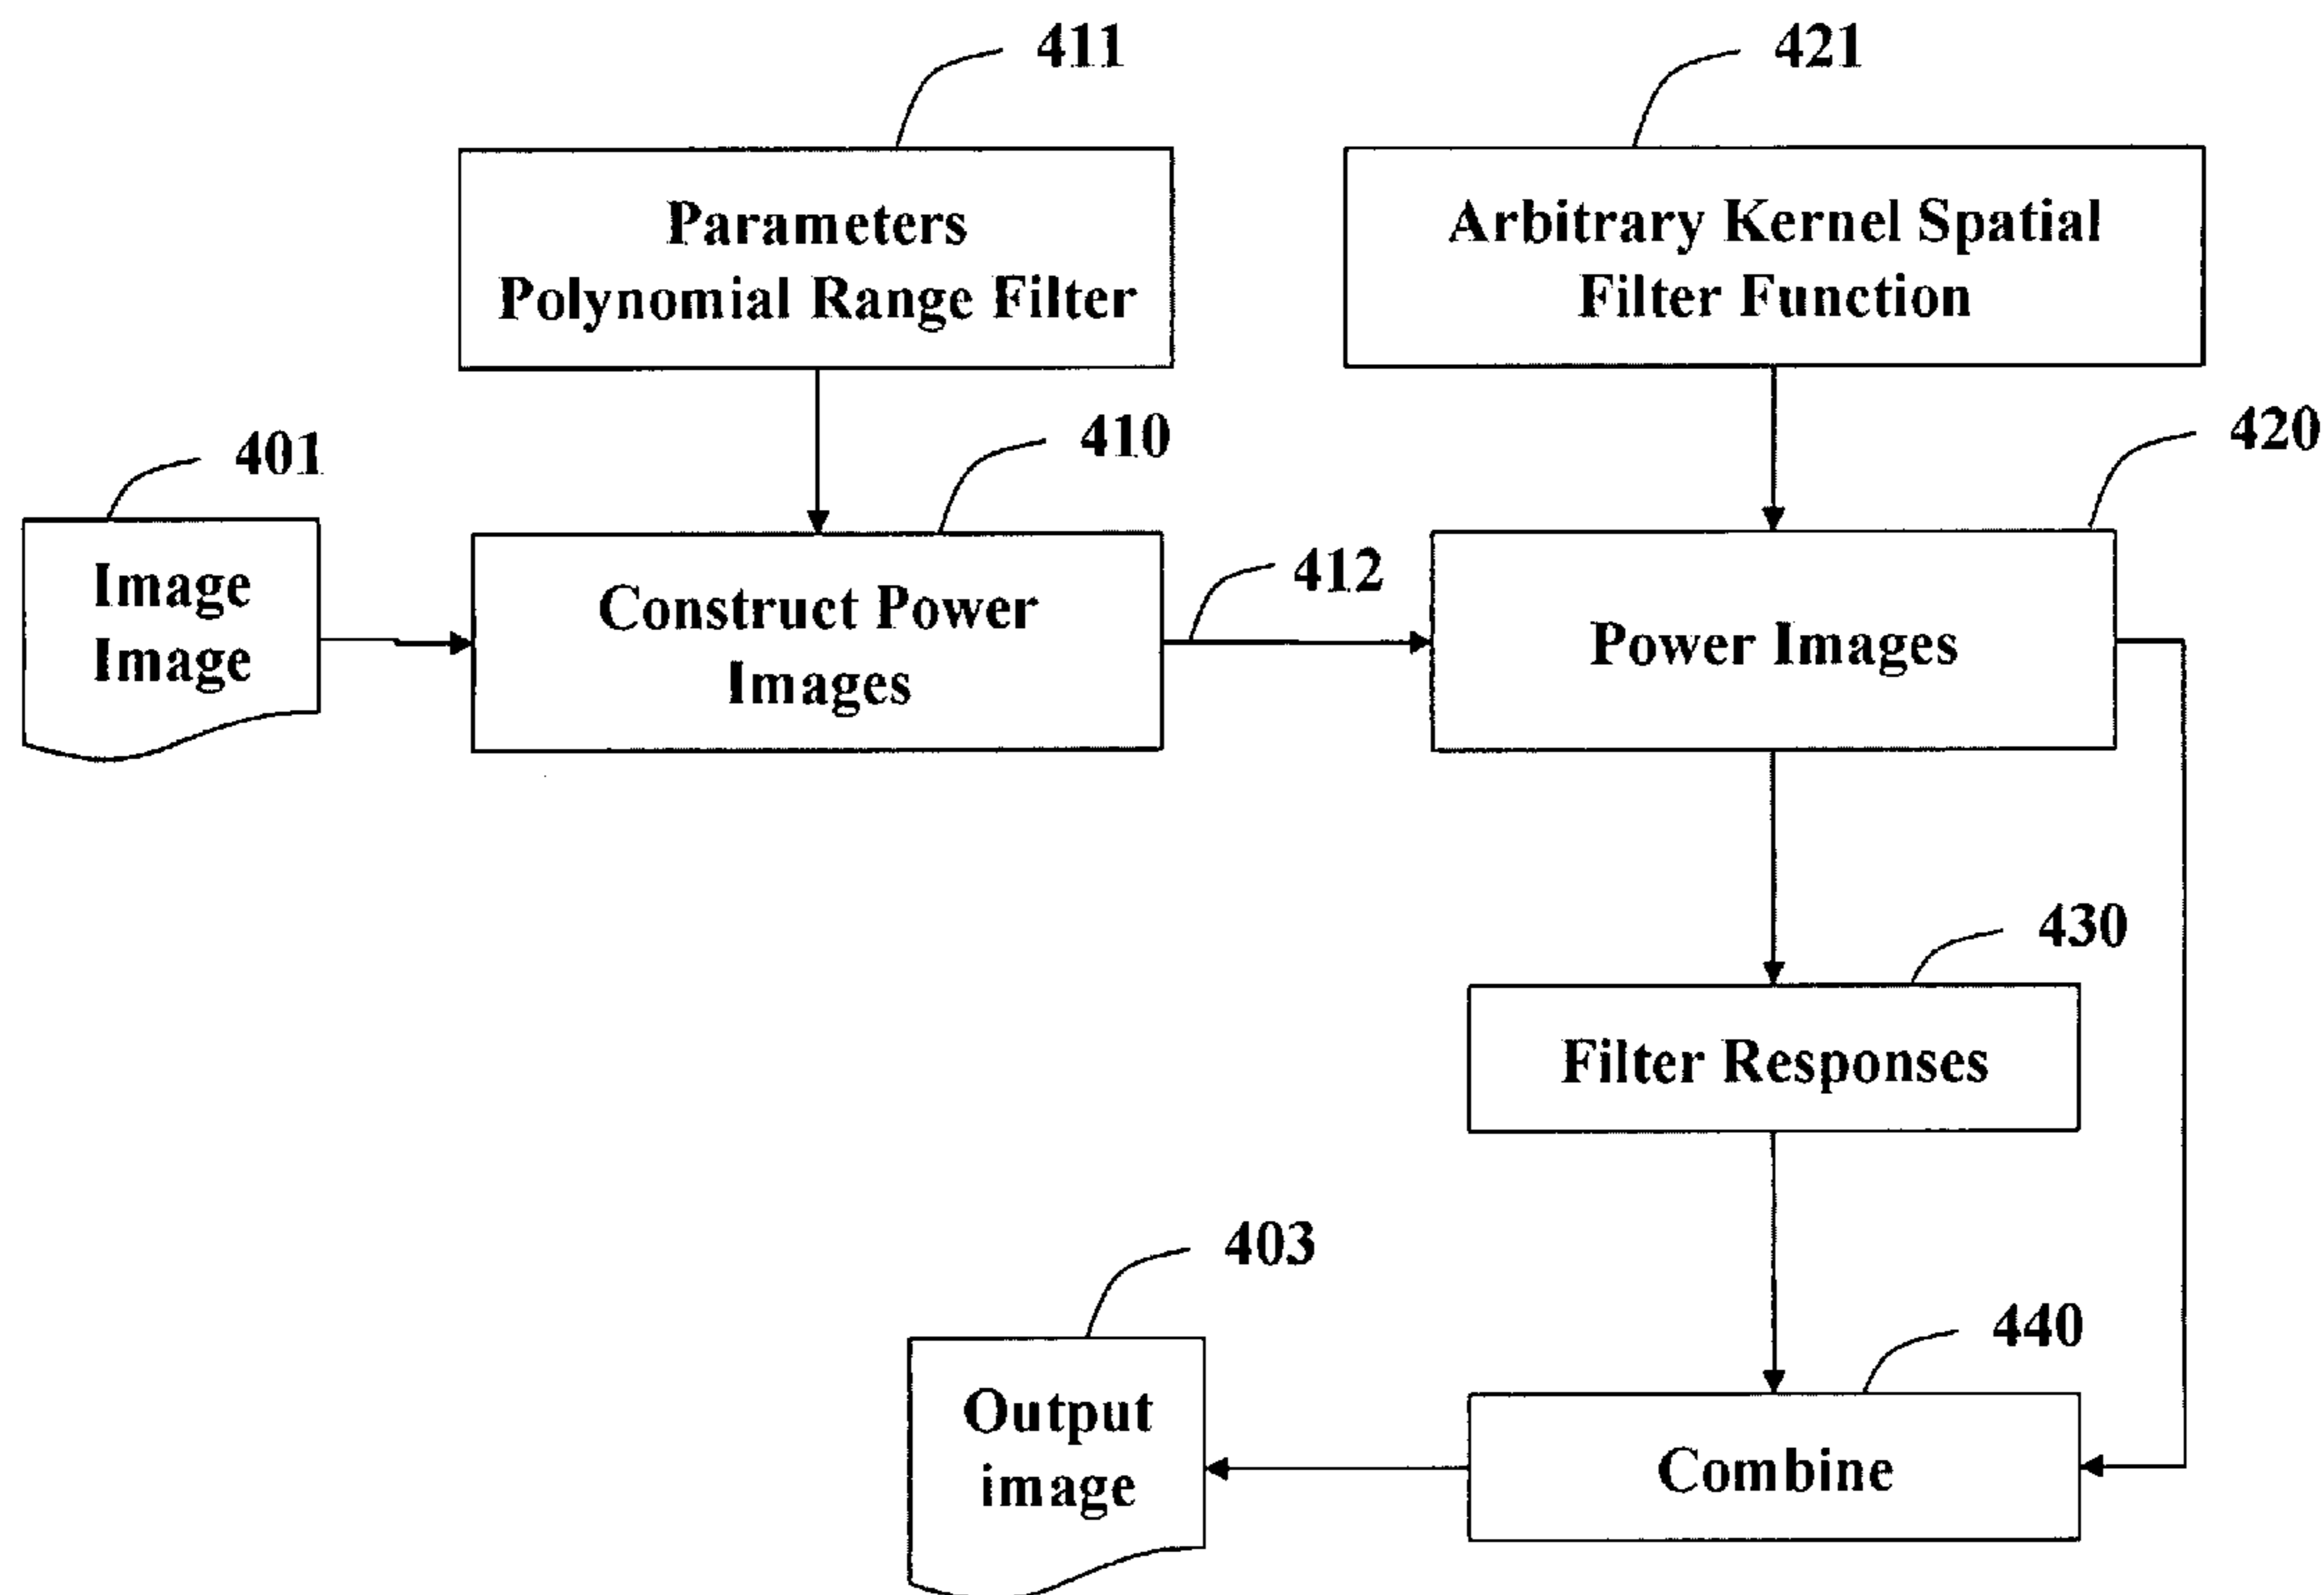 411
421
Parameters
Polynomial Range Filter
Arbitrary Kernel Spatial
Filter Function
401
410
420
Image
Image
Construct Power
Images
412
Power Images
430
Filter Responses
403
440
Output
image
Combine